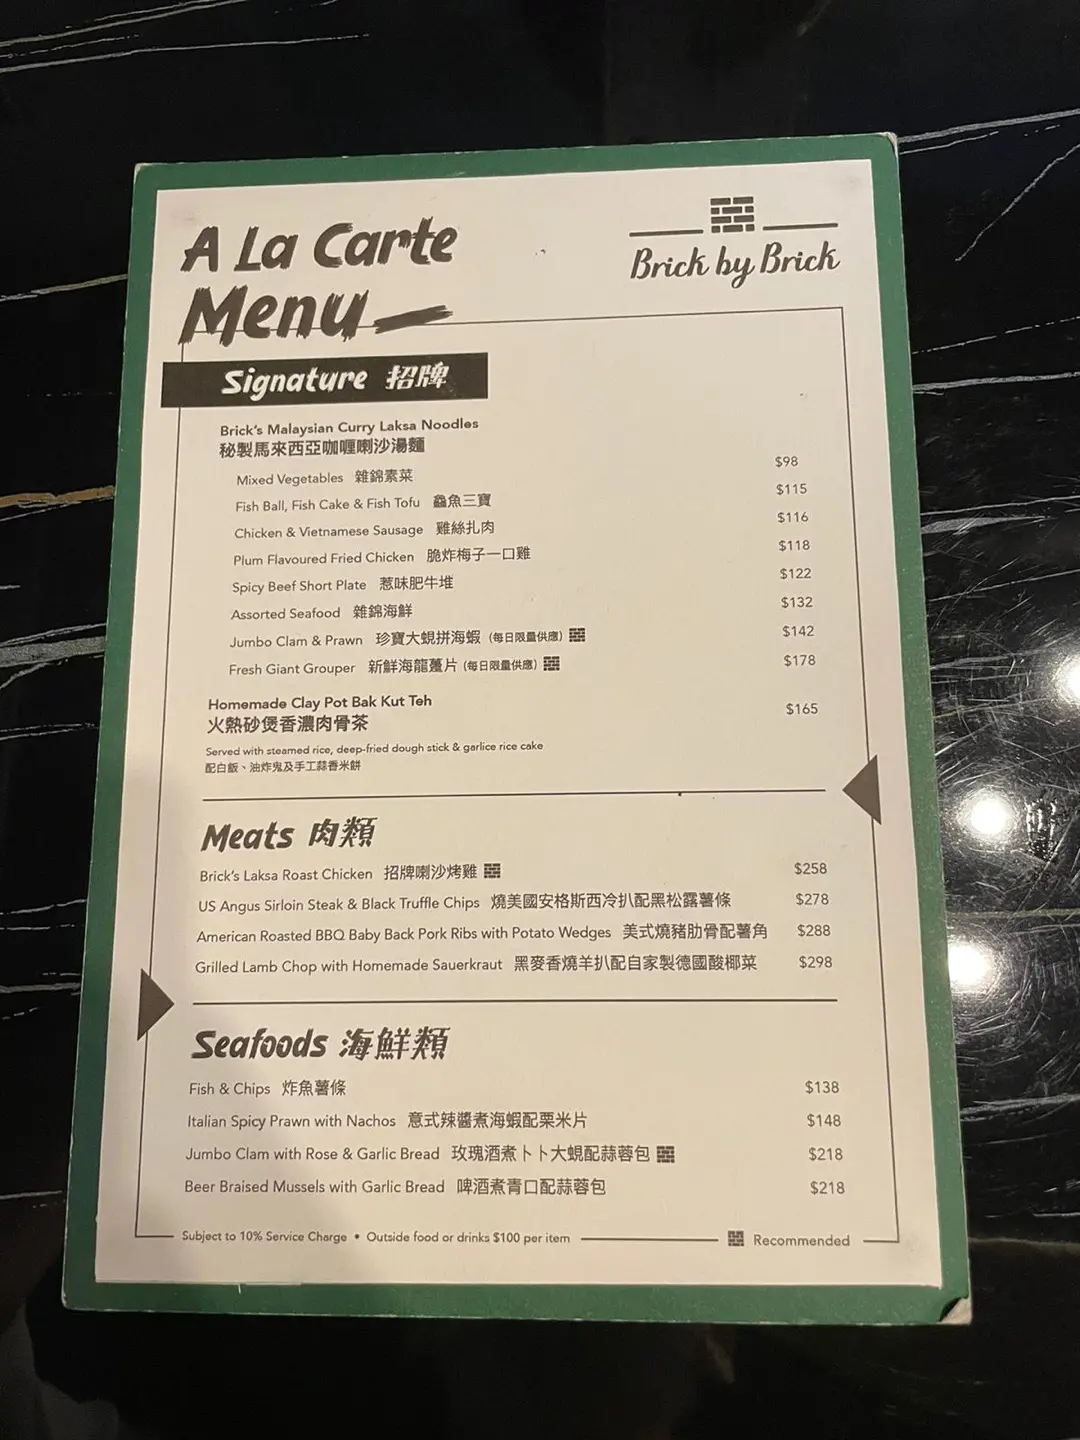 A La Carte
Menu
Brick by Brick
Signature 招牌
Brick's Malaysian Curry Laksa Noodles
秘製馬來西亞咖喱喇沙湯麵
Mixed Vegetables 雜錦素菜 $98
Fish Ball, Fish Cake & Fish Tofu 鱻魚三寶 $115
Chicken & Vietnamese Sausage 雞絲扎肉 $116
Plum Flavoured Fried Chicken 脆炸梅子一口雞 $118
Spicy Beef Short Plate 惹味肥牛㷟 $122
Assorted Seafood 雜錦海鮮 $132
Jumbo Clam & Prawn 珍寶大蜆拼海蝦 (每日限量供應) $142
Fresh Giant Grouper 新鮮海龍躉片 (每日限量供應) $178
Homemade Clay Pot Bak Kut Teh $165
火熱砂煲香濃肉骨茶
Served with steamed rice, deep-fried dough stick & garlice rice cake
配白飯、油炸鬼及手工蒜香米餅
Meats 肉類
Brick's Laksa Roast Chicken 招牌喇沙烤雞 $258
US Angus Sirloin Steak & Black Truffle Chips 燒美國安格斯西冷扒配黑松露薯條 $278
American Roasted BBQ Baby Back Pork Ribs with Potato Wedges 美式燒豬肋骨配薯角 $288
Grilled Lamb Chop with Homemade Sauerkraut 黑麥香燒羊扒配自家製德國酸椰菜 $298
Seafoods 海鮮類
Fish & Chips 炸魚薯條 $138
Italian Spicy Prawn with Nachos 意式辣醬煮海蝦配粟米片 $148
Jumbo Clam with Rose & Garlic Bread 玫瑰酒煮卜卜大蜆配蒜蓉包 $218
Beer Braised Mussels with Garlic Bread 啤酒煮青口配蒜蓉包 $218
Subject to 10% Service Charge • Outside food or drinks $100 per item
Recommended